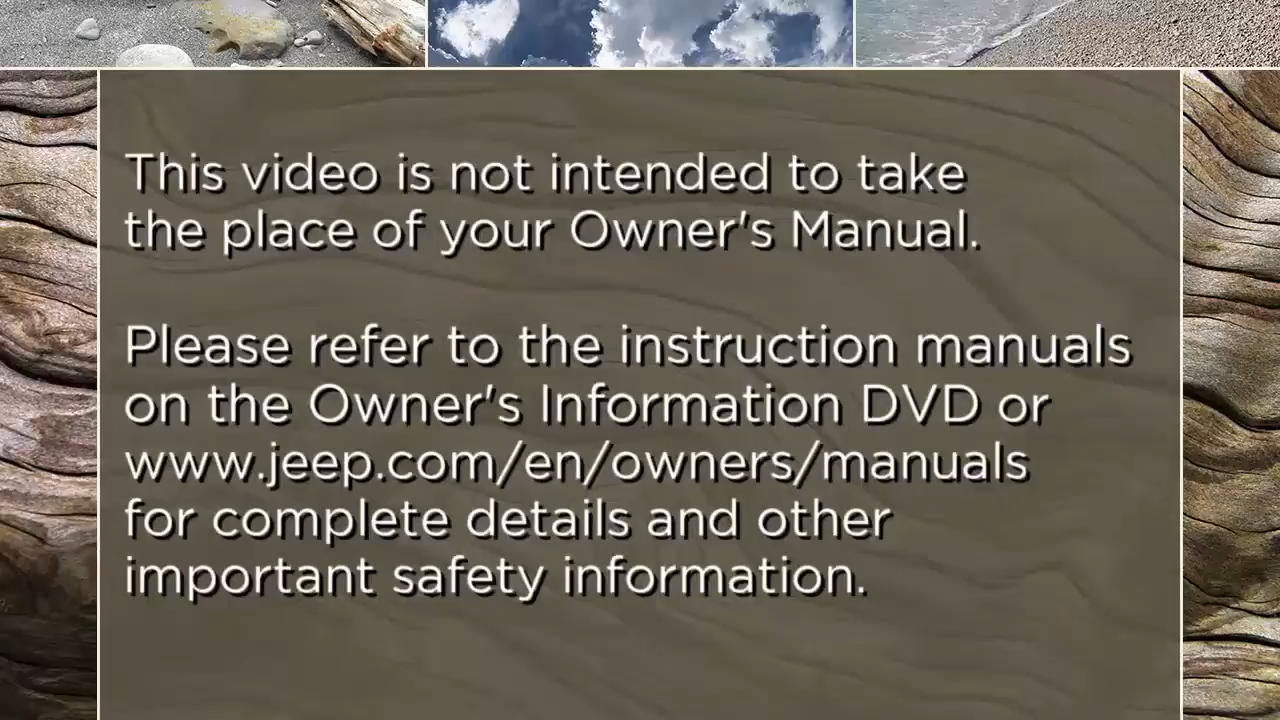 This video is not intended to take
the place of your Owner's Manual.
Please refer to the instruction manuals
on the Owner's Information DVD or
www.jeep.com/en/owners/manuals
for complete details and other
important safety information.